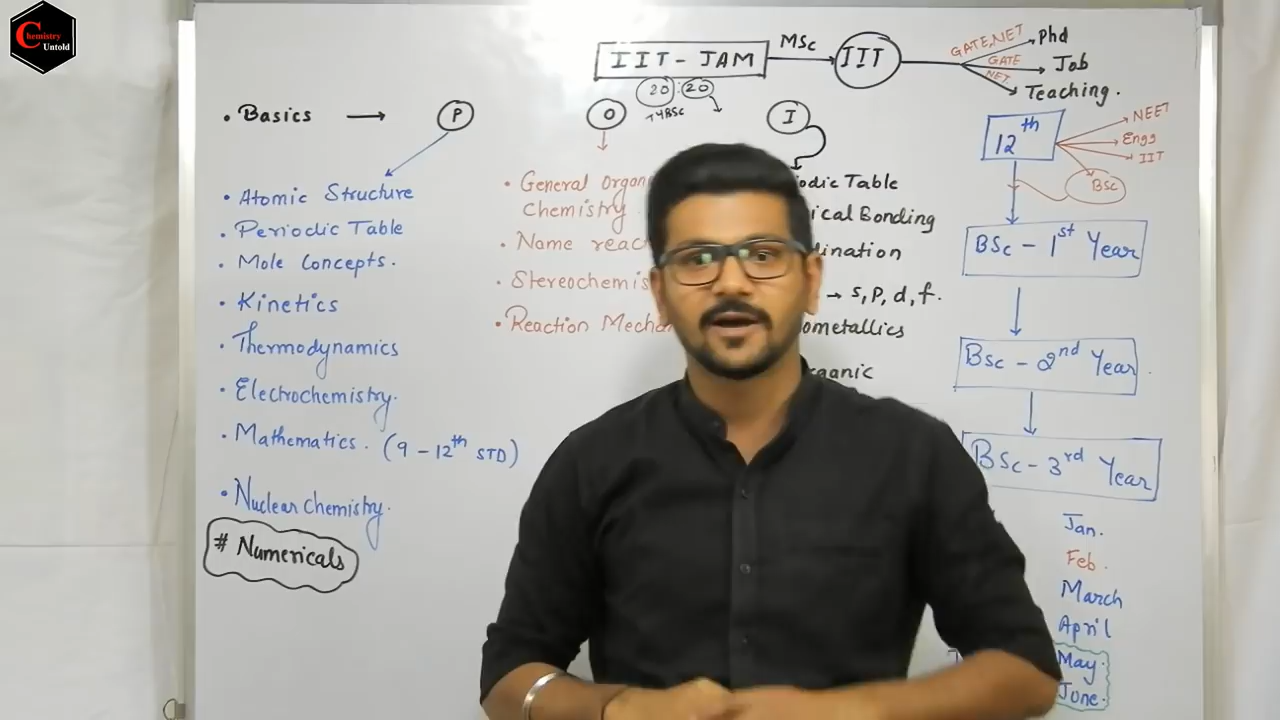 Chemistry
Untold
IIT-JAM
MSc
IIT
GATE,NET
Phd
GATE
Job
NET
Teaching.
20:20
• Basics
P
O
I
12th
NEET
Engg
IIT
Bsc
• Atomic Structure
• Periodic Table
• Mole Concepts.
• Kinetics
• Thermodynamics
• Electrochemistry.
• Mathematics. (9-12th STD)
• Nuclear Chemistry.
# Numericals
• General Organ
Chemistry
• Name reac
• Stereochemis
• Reaction Mecha
odic Table
ical Bonding
dination
→ s,p,d,f.
ometallics
rganic
BSc-1st Year
Bsc-2nd Year
BSc-3rd Year
Jan.
Feb.
March
April
May.
June.